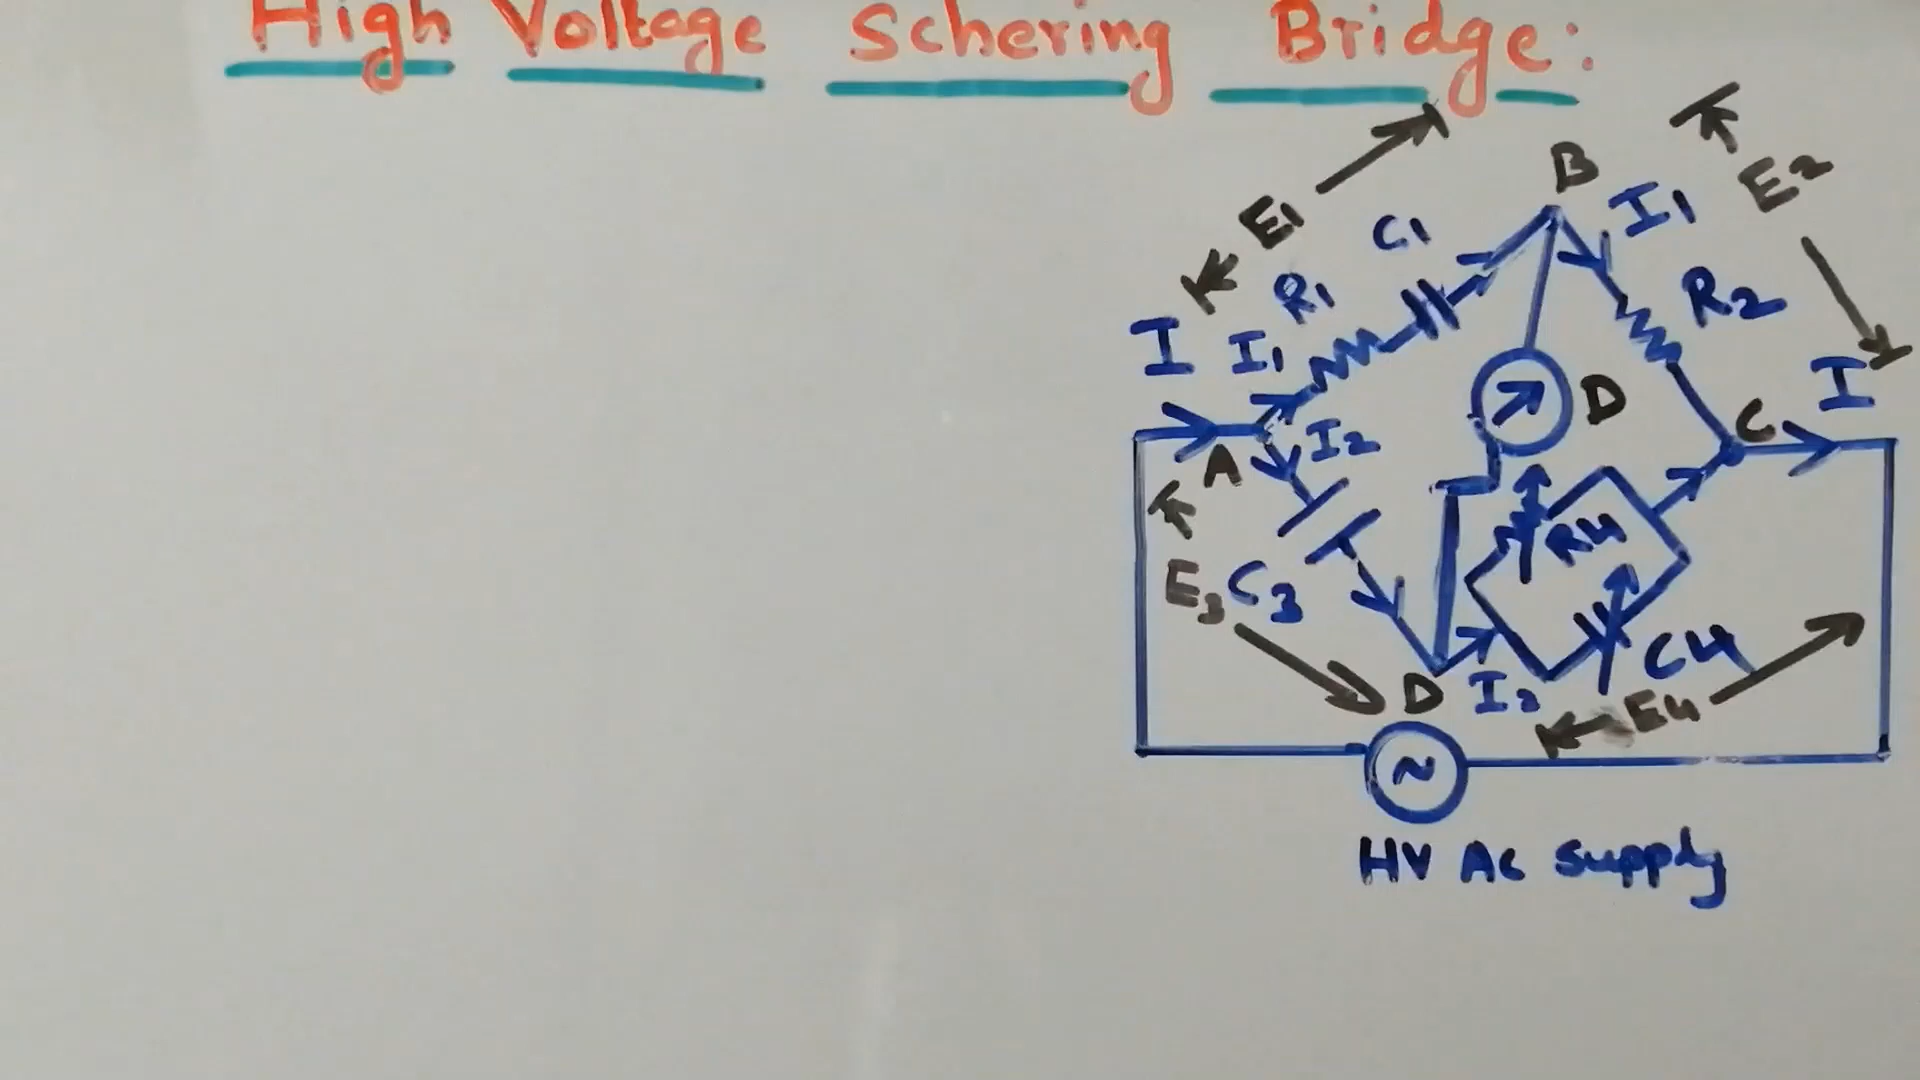 High Voltage Schering Bridge:
B
E2
I1
E1
C1
R1
R2
I
I1
I
D
C
I2
A
R4
E3
C3
C4
D
I2
E4
~
HV AC Supply